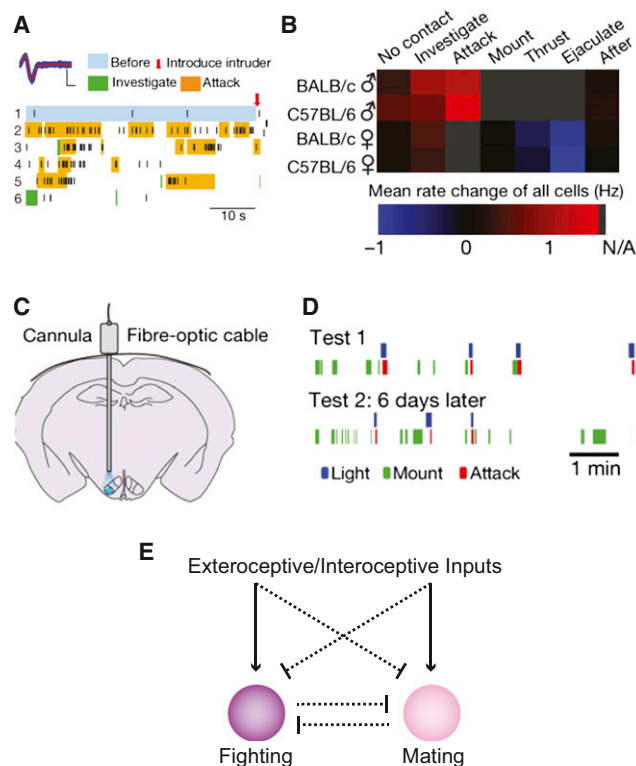 A
Before Introduce intruder
Investigate Attack
1
2
3
4
5
6
10 s
B
No contact Investigate Attack Mount Thrust Ejaculate After
BALB/c ♂
C57BL/6 ♂
BALB/c ♀
C57BL/6 ♀
Mean rate change of all cells (Hz)
−1 0 1 N/A
C
Cannula Fibre-optic cable
D
Test 1
Test 2: 6 days later
1 min
Light Mount Attack
E
Exteroceptive/Interoceptive Inputs
Fighting Mating